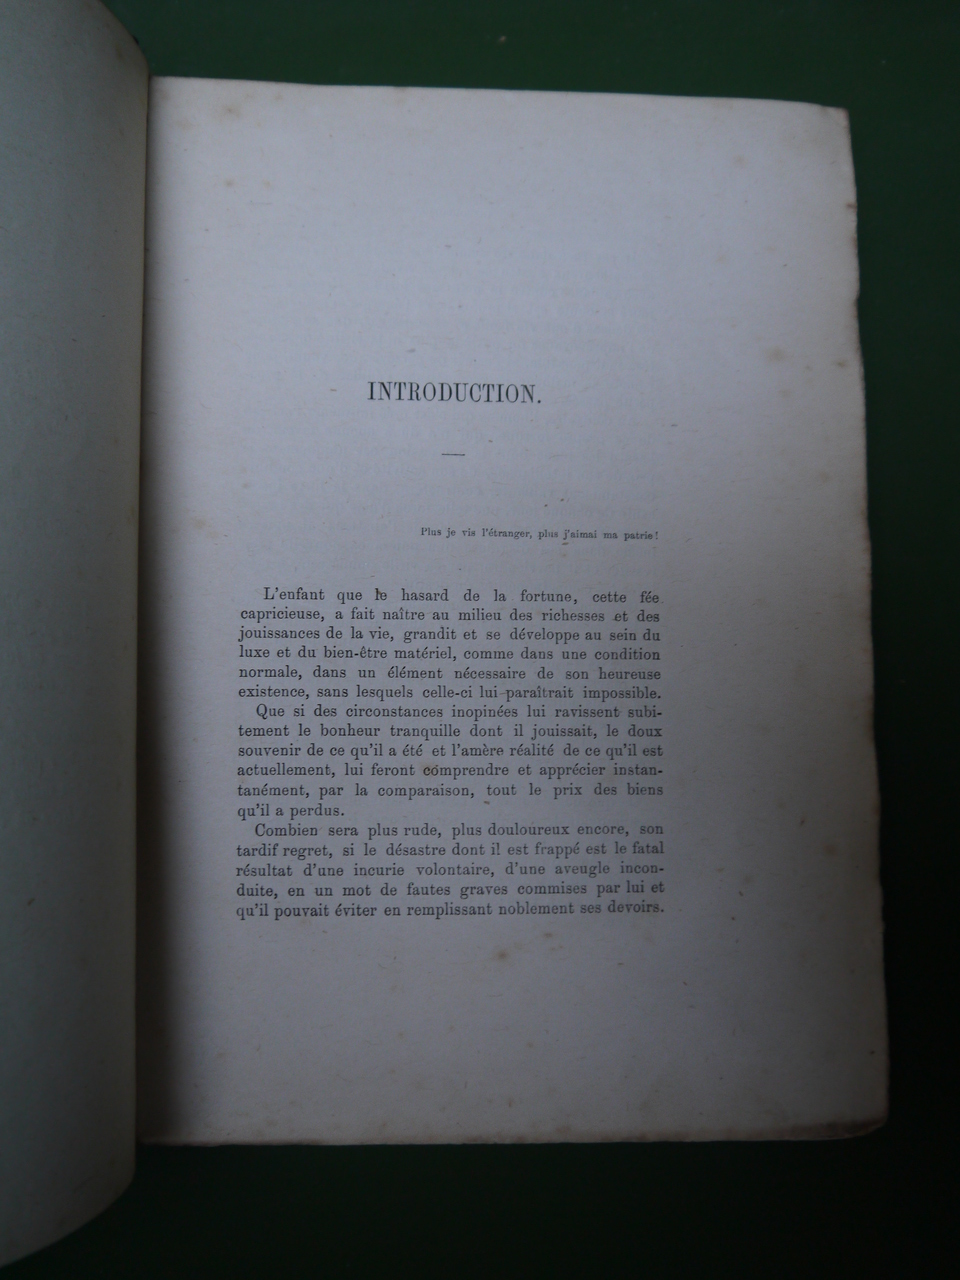 INTRODUCTION.
Plus je vis l'étranger, plus j'aimai ma patrie!
L'enfant que le hasard de la fortune, cette fée
capricieuse, a fait naître au milieu des richesses et des
jouissances de la vie, grandit et se développe au sein du
luxe et du bien-être matériel, comme dans une condition
normale, dans un élément nécessaire de son heureuse
existence, sans lesquels celle-ci lui paraîtrait impossible.
Que si des circonstances inopinées lui ravissent subi-
tement le bonheur tranquille dont il jouissait, le doux
souvenir de ce qu'il a été et l'amère réalité de ce qu'il est
actuellement, lui feront comprendre et apprécier instan-
tanément, par la comparaison, tout le prix des biens
qu'il a perdus.
Combien sera plus rude, plus douloureux encore, son
tardif regret, si le désastre dont il est frappé est le fatal
résultat d'une incurie volontaire, d'une aveugle incon-
duite, en un mot de fautes graves commises par lui et
qu'il pouvait éviter en remplissant noblement ses devoirs.